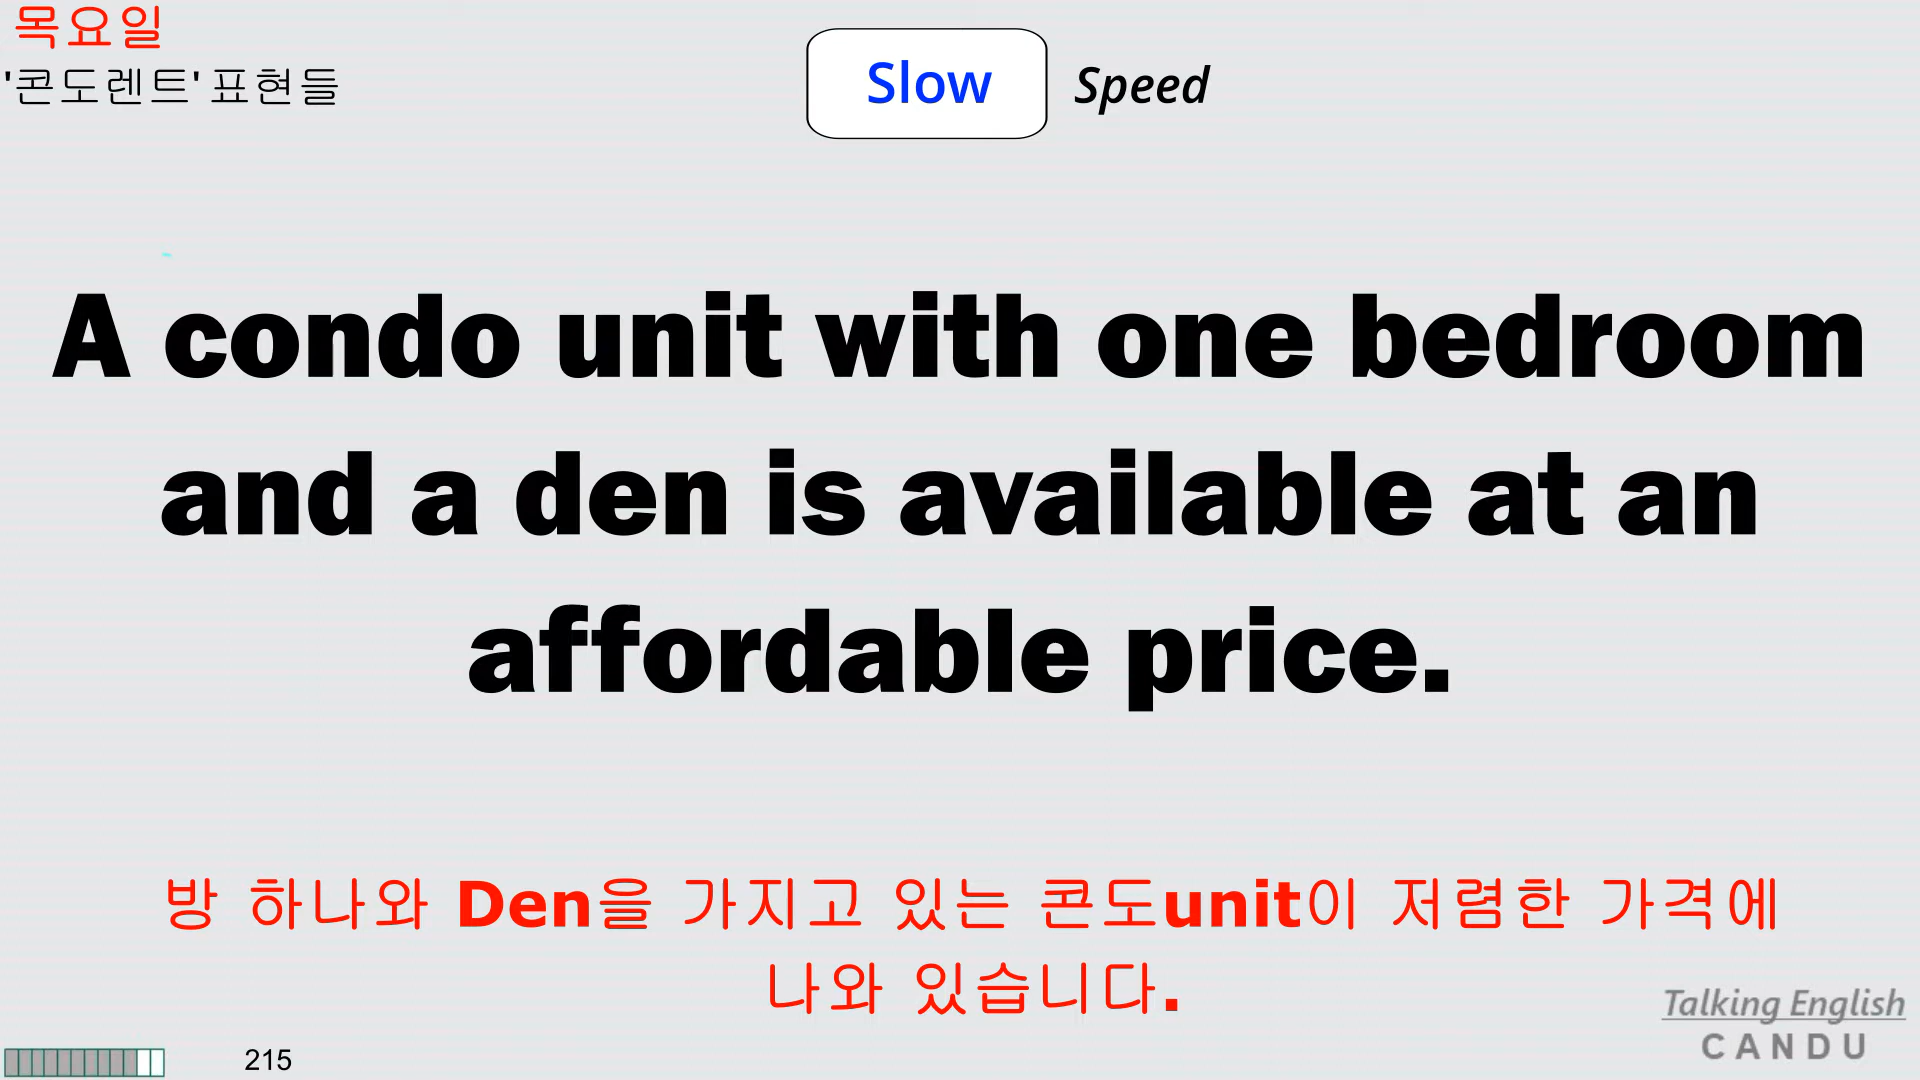 목요일
'콘도렌트' 표현들
Slow Speed
A condo unit with one bedroom
and a den is available at an
affordable price.
방 하나와 Den을 가지고 있는 콘도unit이 저렴한 가격에
나와 있습니다.
Talking English
CANDU
215